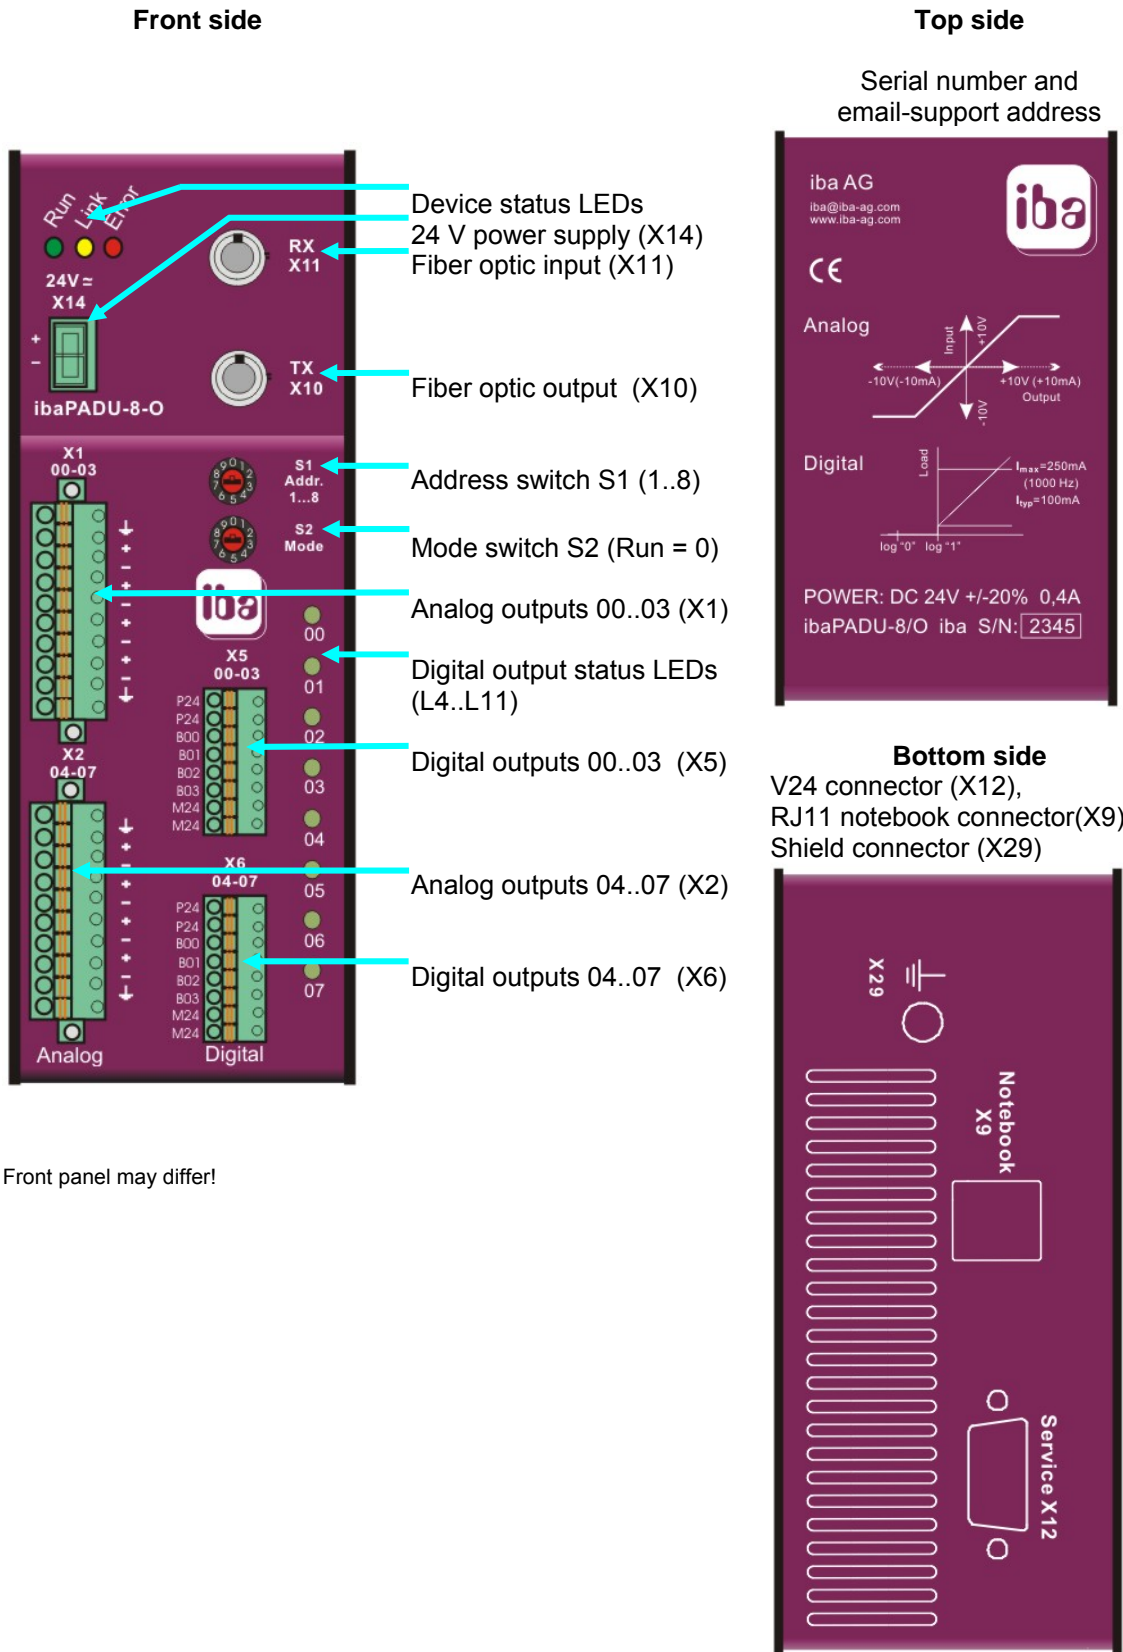 Front side
Run
Link
Error
24V
X14
+
−
ibaPADU-8-O
RX
X11
TX
X10
X1
00-03
S1
Addr.
1...8
S2
Mode
iba
+
−
+
−
+
−
+
−
X5
00-03
P24
P24
B00
B01
B02
B03
M24
M24
X2
04-07
+
−
+
−
+
−
+
−
X6
04-07
P24
P24
B00
B01
B02
B03
M24
M24
00
01
02
03
04
05
06
07
Analog
Digital
Device status LEDs
24 V power supply (X14)
Fiber optic input (X11)
Fiber optic output (X10)
Address switch S1 (1..8)
Mode switch S2 (Run = 0)
Analog outputs 00..03 (X1)
Digital output status LEDs
(L4..L11)
Digital outputs 00..03 (X5)
Analog outputs 04..07 (X2)
Digital outputs 04..07 (X6)
Front panel may differ!
Top side
Serial number and
email-support address
iba AG
iba@iba-ag.com
www.iba-ag.com
iba
CE
Analog
Input
+10V
-10V(-10mA)
+10V (+10mA)
Output
-10V
Digital
Load
Imax=250mA
(1000 Hz)
Ityp=100mA
log "0" log "1"
POWER: DC 24V +/-20% 0,4A
ibaPADU-8/O iba S/N: 2345
Bottom side
V24 connector (X12),
RJ11 notebook connector(X9)
Shield connector (X29)
X29
Notebook
X9
Service X12